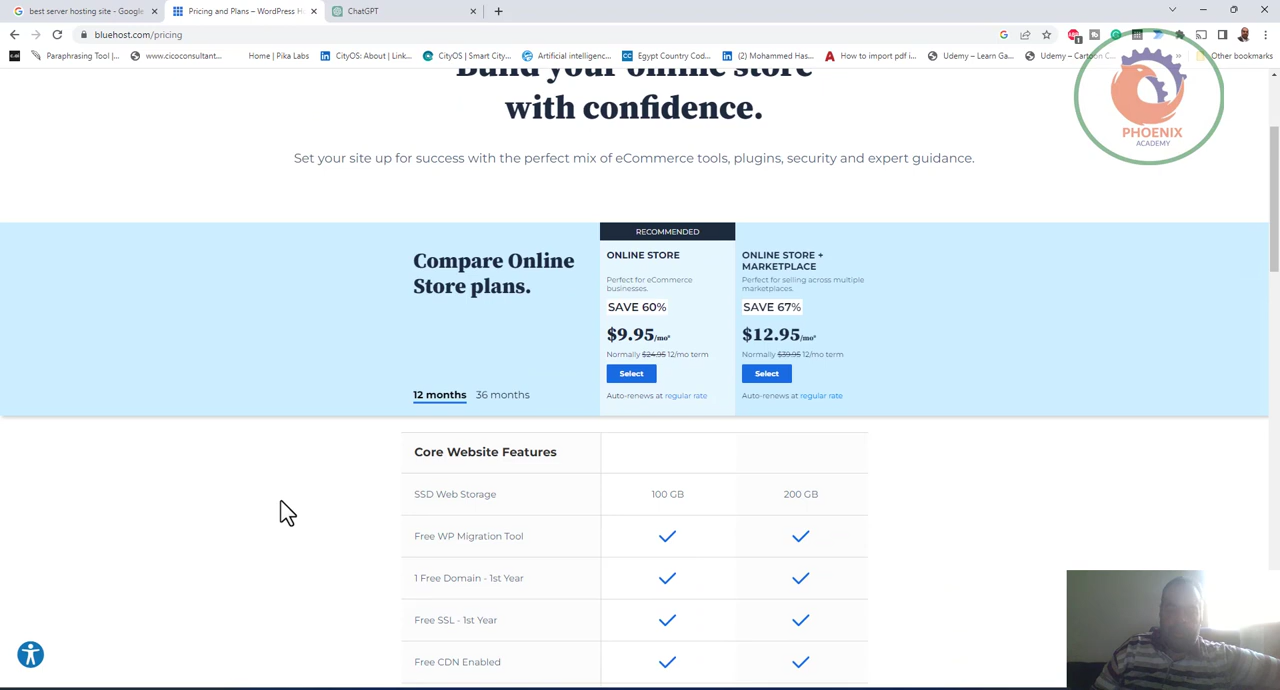 best server hosting site - Google
Pricing and Plans – WordPress H
ChatGPT
bluehost.com/pricing
Paraphrasing Tool |...
www.cicoconsultant...
Home | Pika Labs
CityOS: About | Link...
CityOS | Smart City...
Artificial intelligenc...
Egypt Country Cod...
(2) Mohammed Has...
How to import pdf i...
Udemy – Learn Ga...
Udemy – Cartoon C...
Other bookmarks
Build your online store
with confidence.
PHOENIX
ACADEMY
Set your site up for success with the perfect mix of eCommerce tools, plugins, security and expert guidance.
Compare Online
Store plans.
12 months 36 months
RECOMMENDED
ONLINE STORE
Perfect for eCommerce
businesses.
SAVE 60%
$9.95/mo*
Normally $24.95 12/mo term
Select
Auto-renews at regular rate
ONLINE STORE +
MARKETPLACE
Perfect for selling across multiple
marketplaces.
SAVE 67%
$12.95/mo*
Normally $39.95 12/mo term
Select
Auto-renews at regular rate
Core Website Features
SSD Web Storage 100 GB 200 GB
Free WP Migration Tool
1 Free Domain - 1st Year
Free SSL - 1st Year
Free CDN Enabled